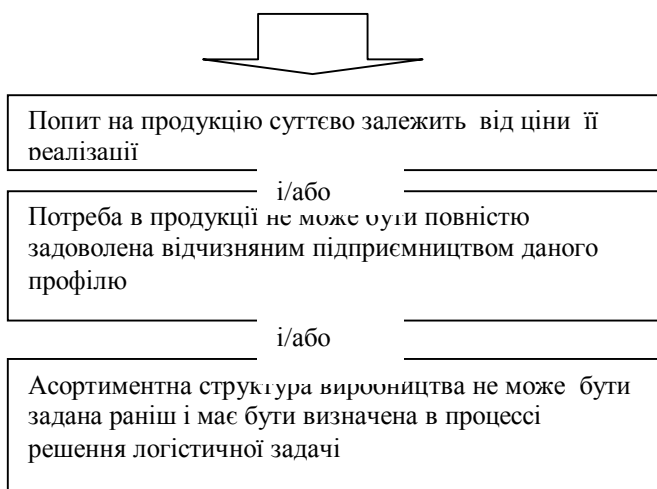 Попит на продукцію суттєво залежить від ціни її
реалізації
і/або
Потреба в продукції не може бути повністю
задоволена відчизняним підприємництвом даного
профілю
і/або
Асортиментна структура виробництва не може бути
задана раніш і має бути визначена в процессі
решення логістичної задачі